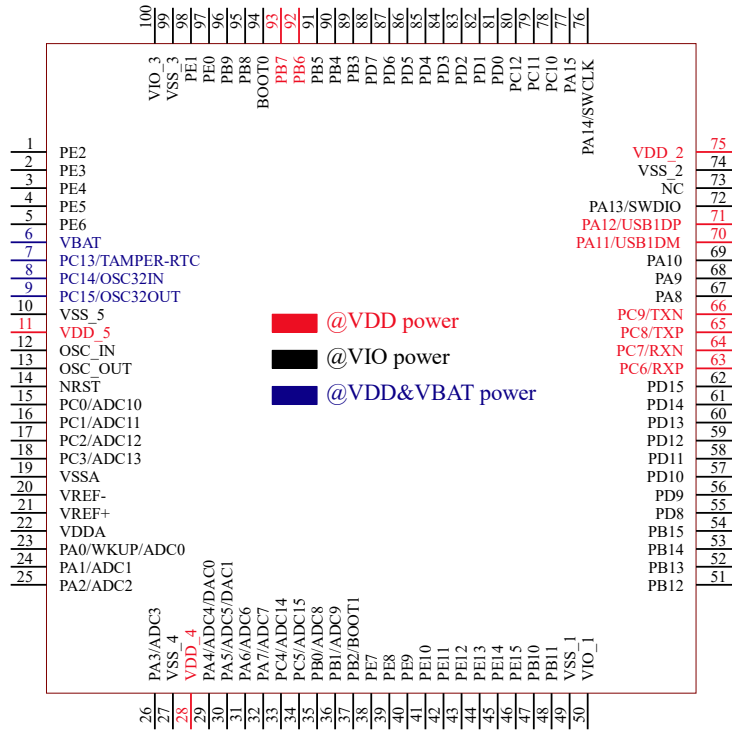 100
99
98
97
96
95
94
93
92
91
90
89
88
87
86
85
84
83
82
81
80
79
78
77
76
VIO_3
VSS_3
PE1
PE0
PB9
PB8
BOOT0
PB7
PB6
PB5
PB4
PB3
PD7
PD6
PD5
PD4
PD3
PD2
PD1
PD0
PC12
PC11
PC10
PA15
PA14/SWCLK
1 PE2
2 PE3
3 PE4
4 PE5
5 PE6
6 VBAT
7 PC13/TAMPER-RTC
8 PC14/OSC32IN
9 PC15/OSC32OUT
10 VSS_5
11 VDD_5
12 OSC_IN
13 OSC_OUT
14 NRST
15 PC0/ADC10
16 PC1/ADC11
17 PC2/ADC12
18 PC3/ADC13
19 VSSA
20 VREF-
21 VREF+
22 VDDA
23 PA0/WKUP/ADC0
24 PA1/ADC1
25 PA2/ADC2
@VDD power
@VIO power
@VDD&VBAT power
VDD_2 75
VSS_2 74
NC 73
PA13/SWDIO 72
PA12/USB1DP 71
PA11/USB1DM 70
PA10 69
PA9 68
PA8 67
PC9/TXN 66
PC8/TXP 65
PC7/RXN 64
PC6/RXP 63
PD15 62
PD14 61
PD13 60
PD12 59
PD11 58
PD10 57
PD9 56
PD8 55
PB15 54
PB14 53
PB13 52
PB12 51
PA3/ADC3
VSS_4
VDD_4
PA4/ADC4/DAC0
PA5/ADC5/DAC1
PA6/ADC6
PA7/ADC7
PC4/ADC14
PC5/ADC15
PB0/ADC8
PB1/ADC9
PB2/BOOT1
PE7
PE8
PE9
PE10
PE11
PE12
PE13
PE14
PE15
PB10
PB11
VSS_1
VIO_1
26
27
28
29
30
31
32
33
34
35
36
37
38
39
40
41
42
43
44
45
46
47
48
49
50